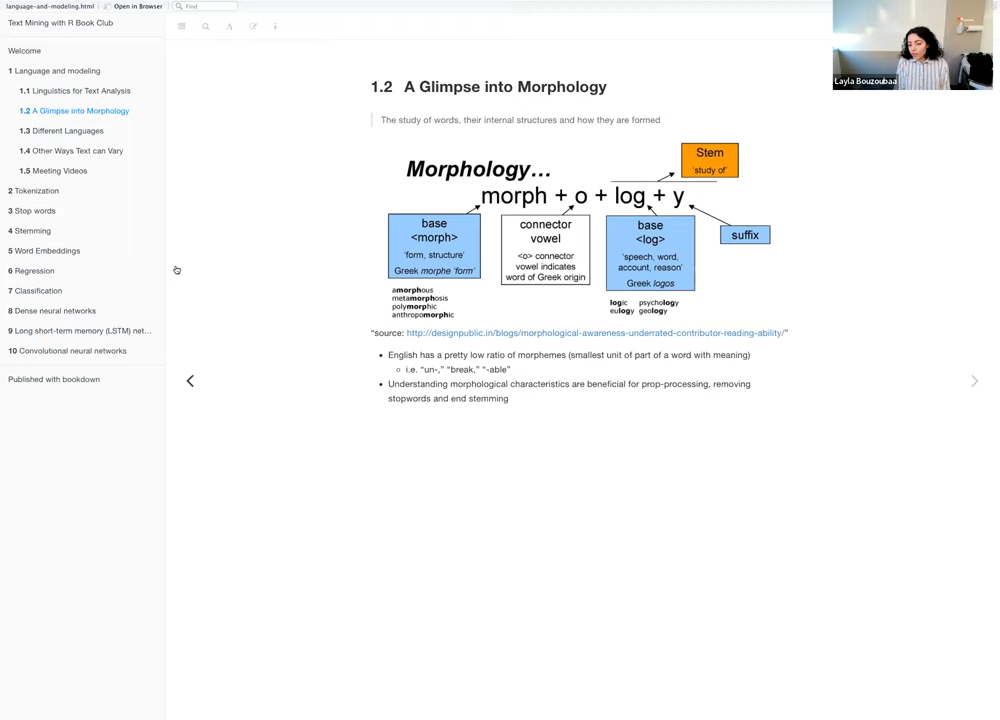 language-and-modeling.html
Open in Browser
Find
Text Mining with R Book Club
Welcome
1 Language and modeling
1.1 Linguistics for Text Analysis
1.2 A Glimpse into Morphology
1.3 Different Languages
1.4 Other Ways Text can Vary
1.5 Meeting Videos
2 Tokenization
3 Stop words
4 Stemming
5 Word Embeddings
6 Regression
7 Classification
8 Dense neural networks
9 Long short-term memory (LSTM) net...
10 Convolutional neural networks
Published with bookdown
1.2 A Glimpse into Morphology
The study of words, their internal structures and how they are formed
Morphology...
Stem
'study of'
morph + o + log + y
base
<morph>
'form, structure'
Greek morphe 'form'
amorphous
metamorphosis
polymorphic
anthropomorphic
connector
vowel
<o> connector
vowel indicates
word of Greek origin
base
<log>
'speech, word,
account, reason'
Greek logos
logic psychology
eulogy geology
suffix
“source: http://designpublic.in/blogs/morphological-awareness-underrated-contributor-reading-ability/”
English has a pretty low ratio of morphemes (smallest unit of part of a word with meaning)
i.e. “un-,” “break,” “-able”
Understanding morphological characteristics are beneficial for prop-processing, removing
stopwords and end stemming
Layla Bouzoubaa